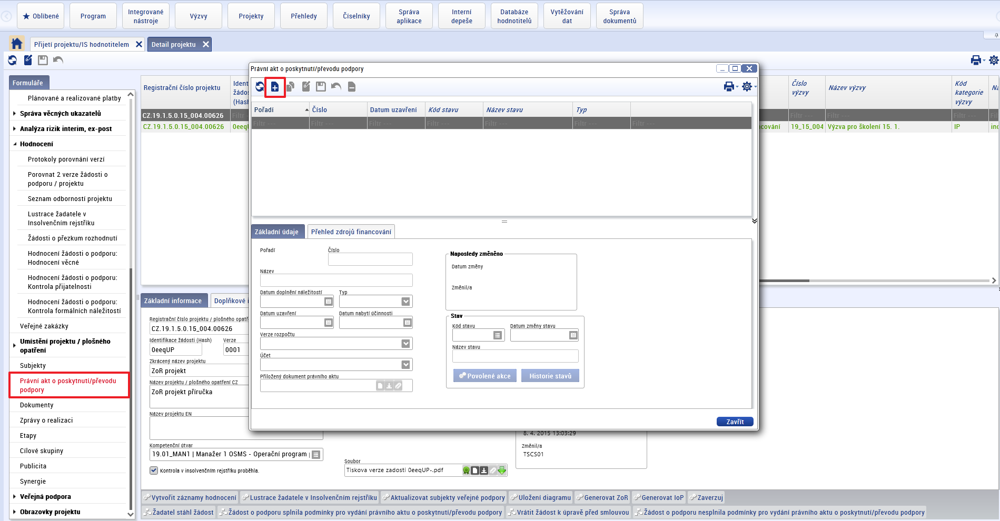 Oblíbené
Program
Integrované
nástroje
Výzvy
Projekty
Přehledy
Číselníky
Správa
aplikace
Interní
depeše
Databáze
hodnotitelů
Vytěžování
dat
Správa
dokumentů
Přijetí projektu/IS hodnotitelem
Detail projektu
Formuláře
Plánované a realizované platby
Správa věcných ukazatelů
Analýza rizik interim, ex-post
Hodnocení
Protokoly porovnání verzí
Porovnat 2 verze žádosti o
podporu / projektu
Seznam odborností projektu
Lustrace žadatele v
Insolvenčním rejstříku
Žádosti o přezkum rozhodnutí
Hodnocení žádosti o podporu:
Hodnocení věcné
Hodnocení žádosti o podporu:
Kontrola přijatelnosti
Hodnocení žádosti o podporu:
Kontrola formálních náležitostí
Veřejné zakázky
Umístění projektu / plošného
opatření
Subjekty
Právní akt o poskytnutí/převodu
podpory
Dokumenty
Zprávy o realizaci
Etapy
Cílové skupiny
Publicita
Synergie
Veřejná podpora
Obrazovky projektu
Registrační číslo projektu
Ident
žádo
(Hash
CZ.19.1.5.0.15_004.00626
Filtr
CZ.19.1.5.0.15_004.00626
0eeqU
Číslo
výzvy
Název výzvy
Kód
kategorie
výzvy
Ná
Filtr ---
Filtr ---
Filtr ---
Fil
cování
19_15_004
Výzva pro školení 15. 1.
IP
ind
Právní akt o poskytnutí/převodu podpory
Pořadí
Číslo
Datum uzavření
Kód stavu
Název stavu
Typ
Filtr ---
Filtr ---
Filtr ---
Filtr ---
Filtr ---
Filtr ---
Filtr ---
Základní údaje
Přehled zdrojů financování
Pořadí
Číslo
Název
Datum doplnění náležitostí
Typ
Datum uzavření
Datum nabytí účinnosti
Verze rozpočtu
Účet
Přiložený dokument právního aktu
Naposledy změněno
Datum změny
Změnil/a
Stav
Kód stavu
Datum změny stavu
Název stavu
Povolené akce
Historie stavů
Zavřít
Základní informace
Doplňkové i
Registrační číslo projektu / plošného opatře
CZ.19.1.5.0.15_004.00626
Identifikace žádosti (Hash)
Verze
0eeqUP
0001
Zkrácený název projektu
ZoR projekt
Název projektu / plošného opatření CZ
ZoR projekt příručka
Název projektu EN
Kompetenční útvar
19.01_MAN1 | Manažer 1 OSMS - Operační program
Kontrola v insolvenčním rejstříku proběhla.
Soubor
Tiskova verze zadosti 0eeqUP-.pdf
8. 4. 2015 13:03:29
Změnil/a
TSCS01
Vytvořit záznamy hodnocení
Lustrace žadatele v Insolvenčním rejstříku
Aktualizovat subjekty veřejné podpory
Uložení diagramu
Generovat ZoR
Generovat IoP
Zaverzuj
Žadatel stáhl žádost
Žádost o podporu splnila podmínky pro vydání právního aktu o poskytnutí/převodu podpory
Vrátit žádost k úpravě před smlouvou
Žádost o podporu nesplnila podmínky pro vydání právního aktu o poskytnutí/převodu podpory